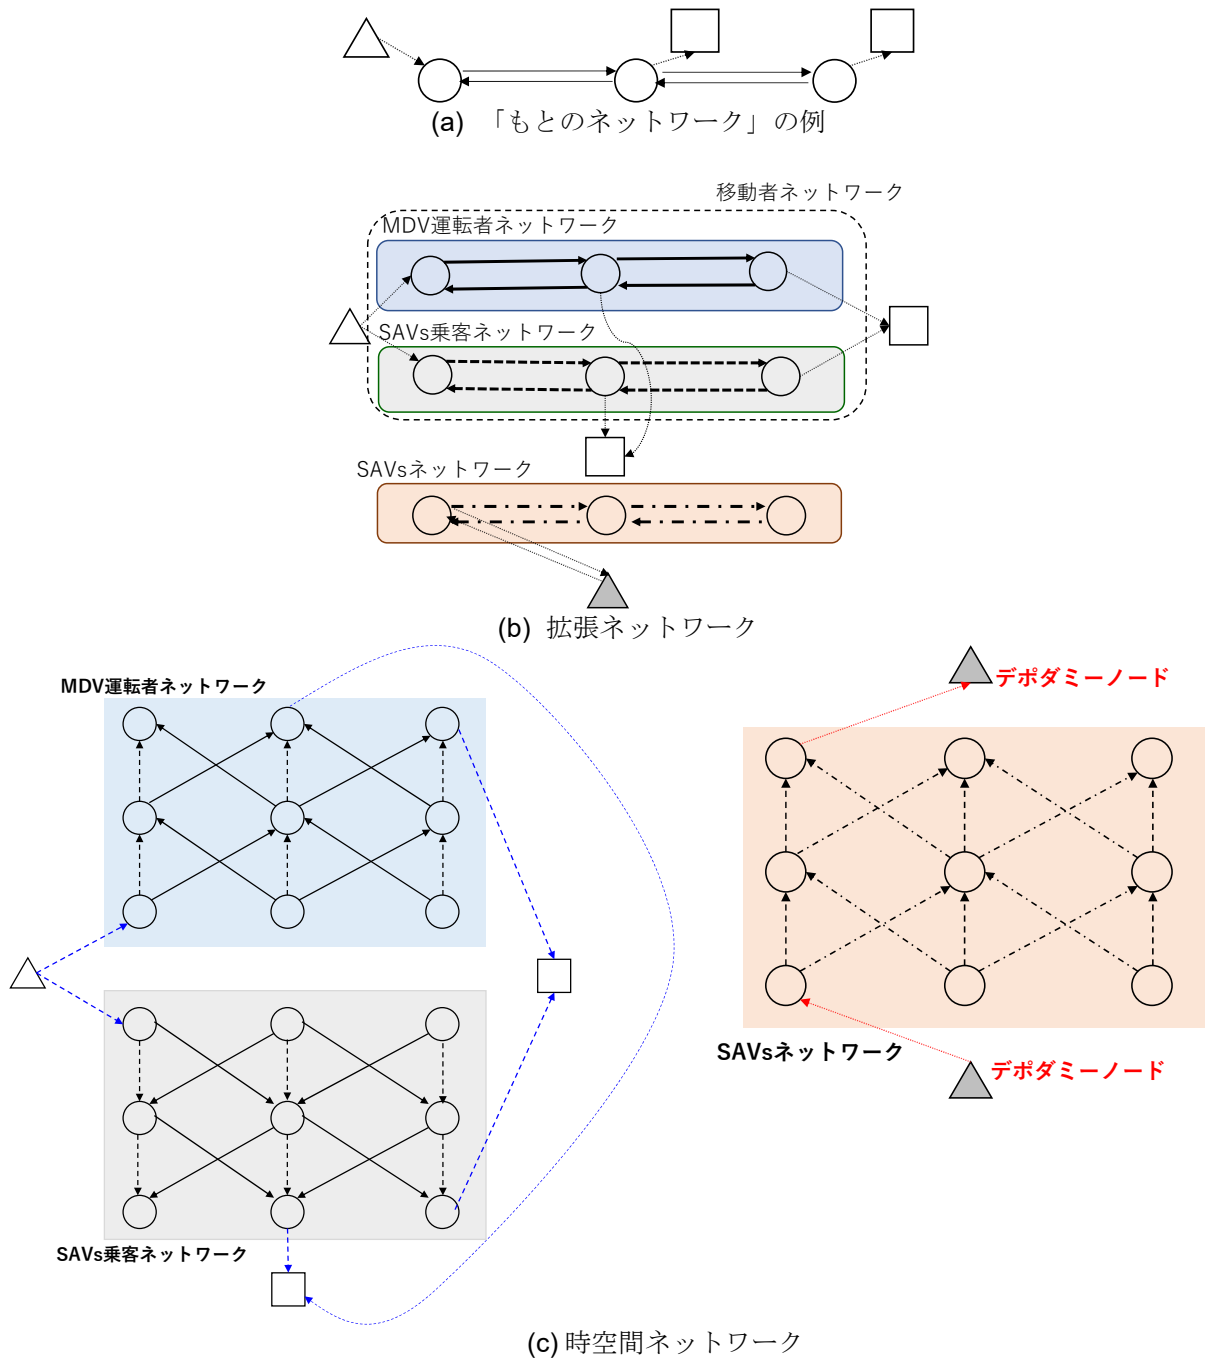 (a) 「もとのネットワーク」の例
移動者ネットワーク
MDV運転者ネットワーク
SAVs乗客ネットワーク
SAVsネットワーク
(b) 拡張ネットワーク
MDV運転者ネットワーク
デポダミーノード
SAVsネットワーク
デポダミーノード
SAVs乗客ネットワーク
(c) 時空間ネットワーク